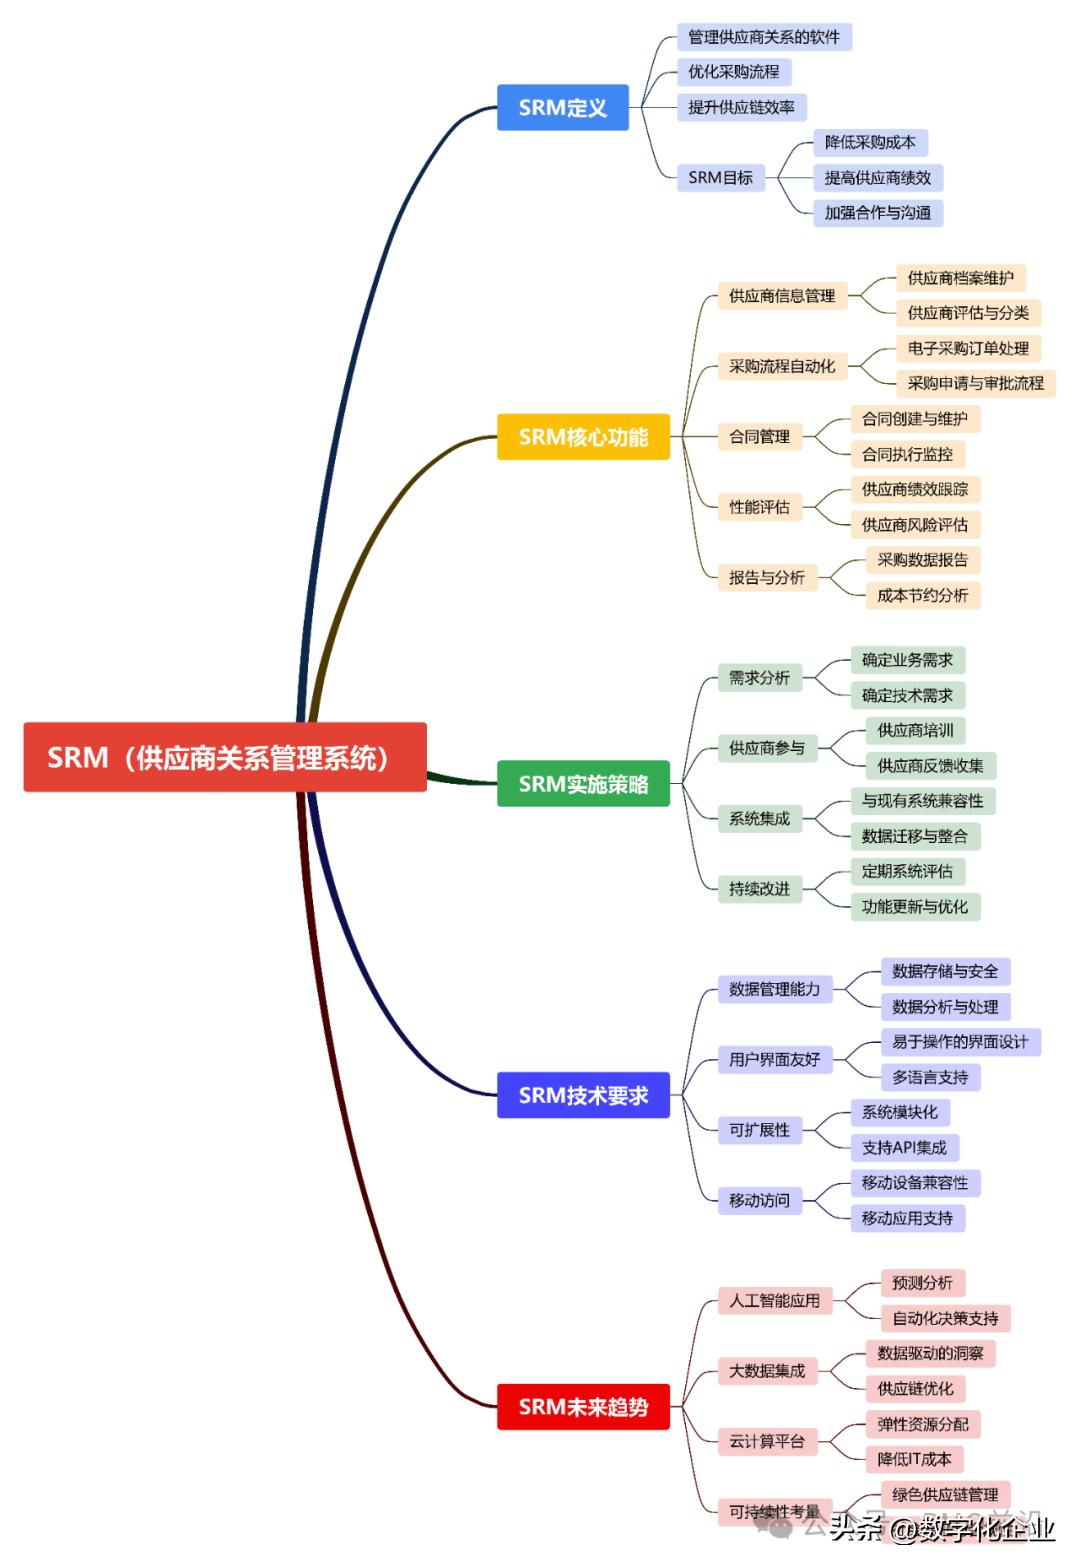 SRM（供应商关系管理系统）
SRM定义
管理供应商关系的软件
优化采购流程
提升供应链效率
SRM目标
降低采购成本
提高供应商绩效
加强合作与沟通
SRM核心功能
供应商信息管理
供应商档案维护
供应商评估与分类
采购流程自动化
电子采购订单处理
采购申请与审批流程
合同管理
合同创建与维护
合同执行监控
性能评估
供应商绩效跟踪
供应商风险评估
报告与分析
采购数据报告
成本节约分析
SRM实施策略
需求分析
确定业务需求
确定技术需求
供应商参与
供应商培训
供应商反馈收集
系统集成
与现有系统兼容性
数据迁移与整合
持续改进
定期系统评估
功能更新与优化
SRM技术要求
数据管理能力
数据存储与安全
数据分析与处理
用户界面友好
易于操作的界面设计
多语言支持
可扩展性
系统模块化
支持API集成
移动访问
移动设备兼容性
移动应用支持
SRM未来趋势
人工智能应用
预测分析
自动化决策支持
大数据集成
数据驱动的洞察
供应链优化
云计算平台
弹性资源分配
降低IT成本
可持续性考量
绿色供应链管理
头条 @数字化企业